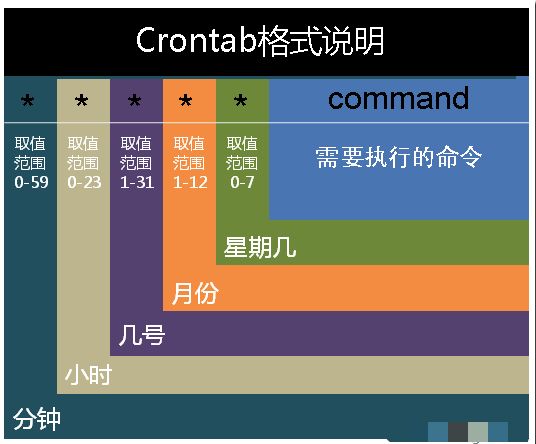 Crontab格式说明
* * * * * command
取值 取值 取值 取值 取值
范围 范围 范围 范围 范围
0-59 0-23 1-31 1-12 0-7
需要执行的命令
星期几
月份
几号
小时
分钟